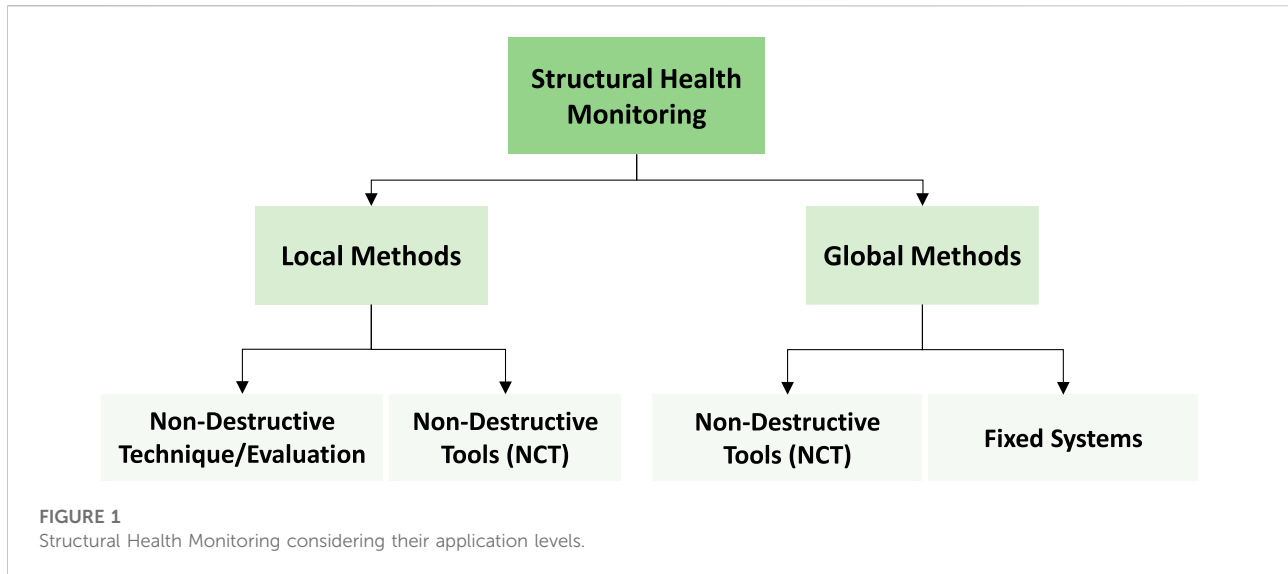 Structural Health
Monitoring
Local Methods
Global Methods
Non-Destructive
Technique/Evaluation
Non-Destructive
Tools (NCT)
Non-Destructive
Tools (NCT)
Fixed Systems
FIGURE 1
Structural Health Monitoring considering their application levels.